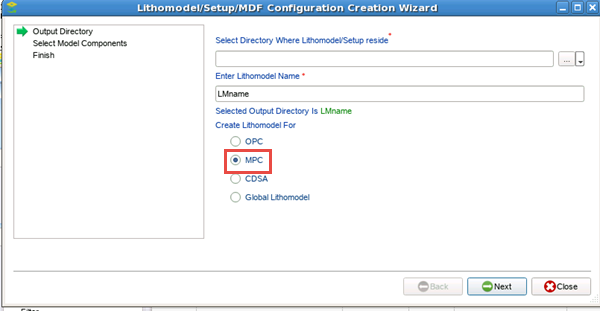 Lithomodel/Setup/MDF Configuration Creation Wizard
Output Directory
Select Model Components
Finish
Select Directory Where Lithomodel/Setup reside*
...
Enter Lithomodel Name *
LMname
Selected Output Directory Is LMname
Create Lithomodel For
OPC
MPC
CDSA
Global Lithomodel
Back
Next
Close